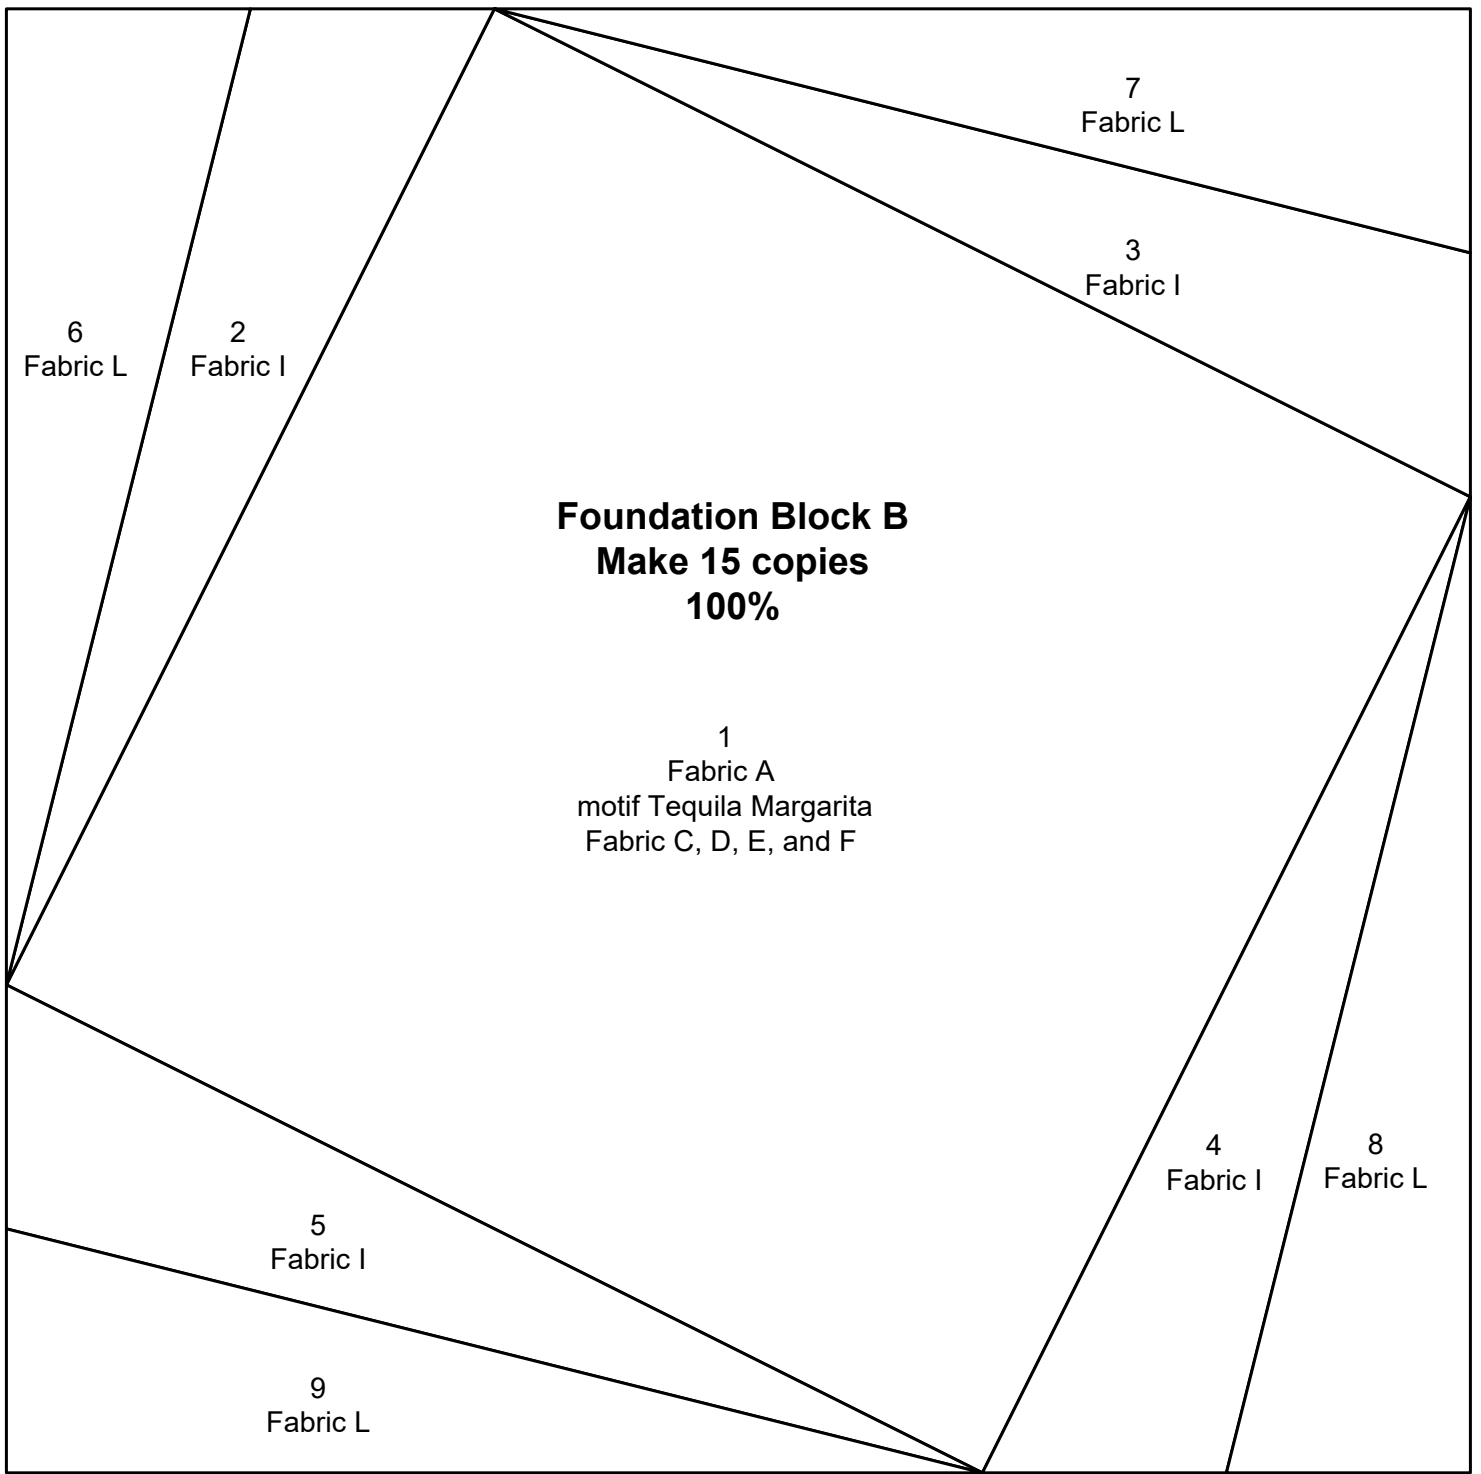 7
Fabric L
3
Fabric I
6
Fabric L
2
Fabric I
Foundation Block B
Make 15 copies
100%
1
Fabric A
motif Tequila Margarita
Fabric C, D, E, and F
4
Fabric I
8
Fabric L
5
Fabric I
9
Fabric L